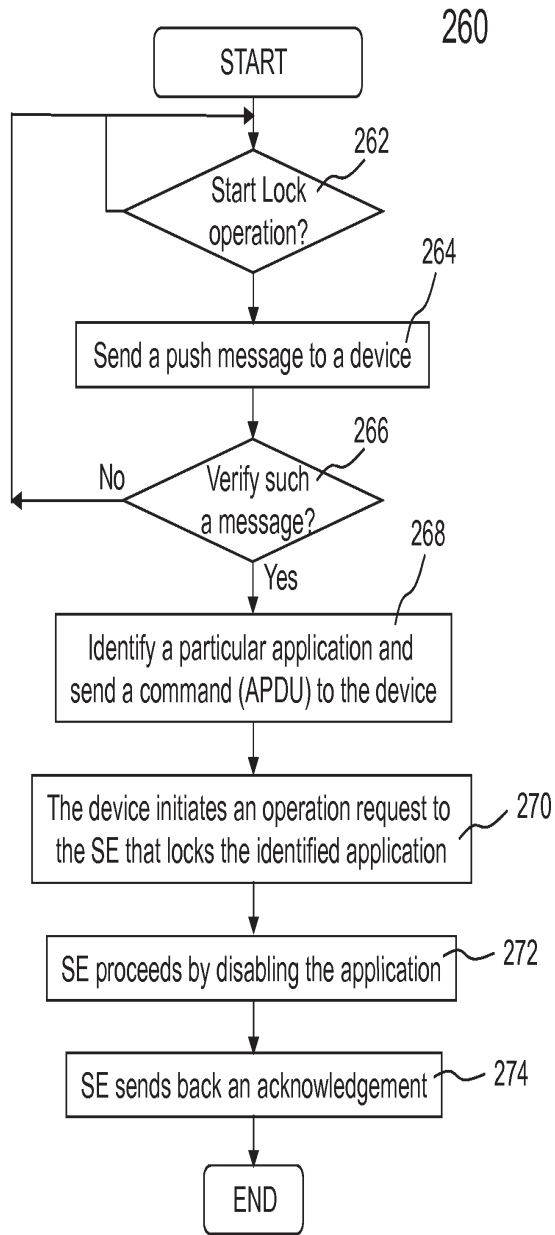 260
START
262
Start Lock
operation?
264
Send a push message to a device
266
No
Verify such
a message?
Yes
268
Identify a particular application and
send a command (APDU) to the device
The device initiates an operation request to
the SE that locks the identified application
270
SE proceeds by disabling the application
272
SE sends back an acknowledgement
274
END